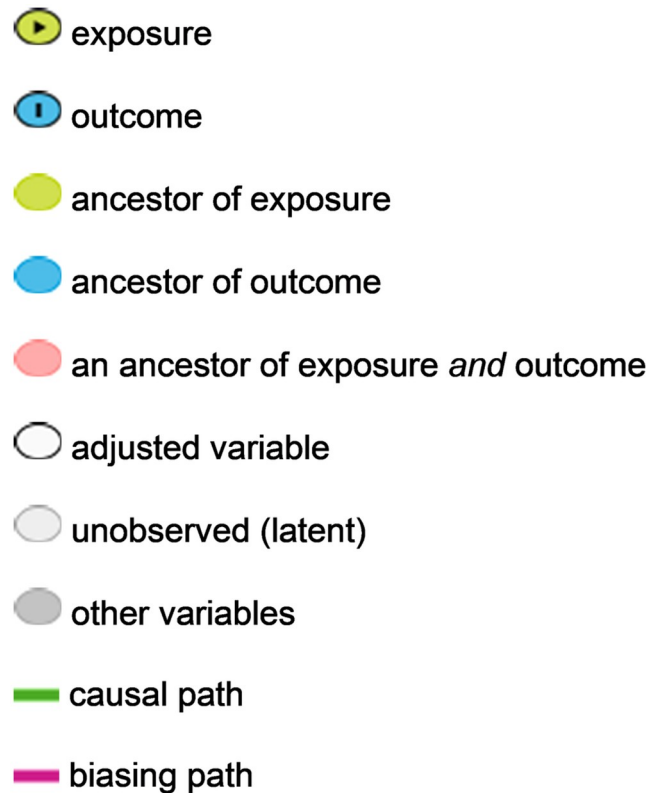 exposure
outcome
ancestor of exposure
ancestor of outcome
an ancestor of exposure and outcome
adjusted variable
unobserved (latent)
other variables
causal path
biasing path